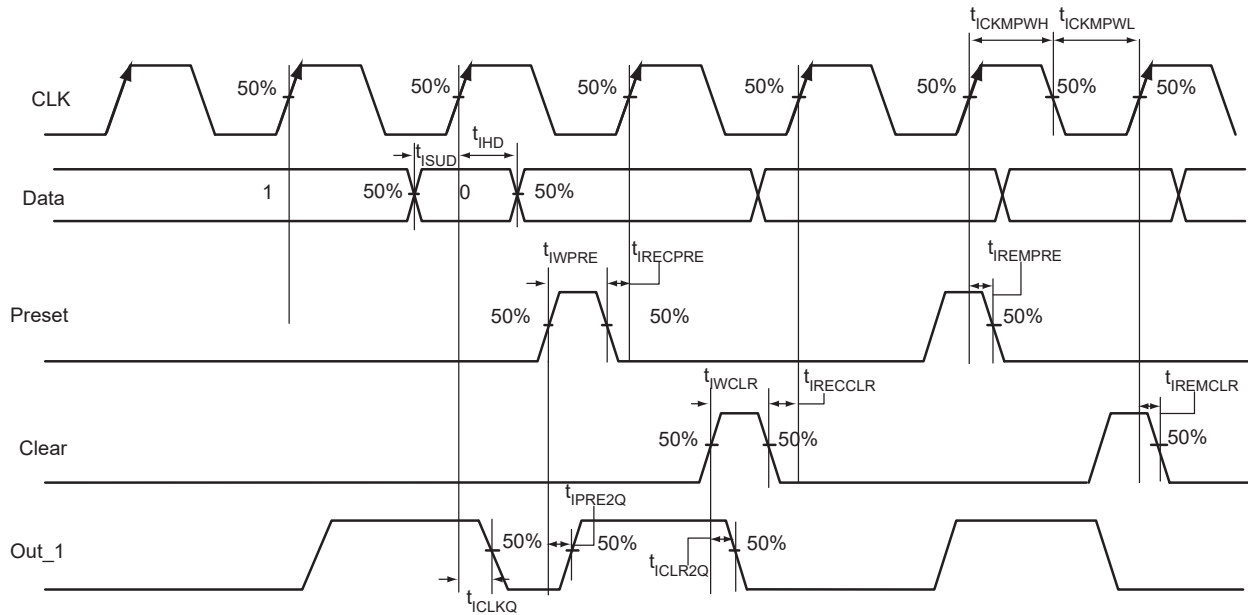 tICKMPWH tICKMPWL
CLK
50% 50% 50% 50% 50% 50% 50%
tISUD tIHD
Data
1 50% 0 50%
tIWPRE tIRECPRE tIREMPRE
Preset
50% 50% 50%
tIWCLR tIRECCLR tIREMCLR
Clear
50% 50% 50%
tIPRE2Q
Out_1
50% 50% 50%
tICLR2Q
tICLKQ